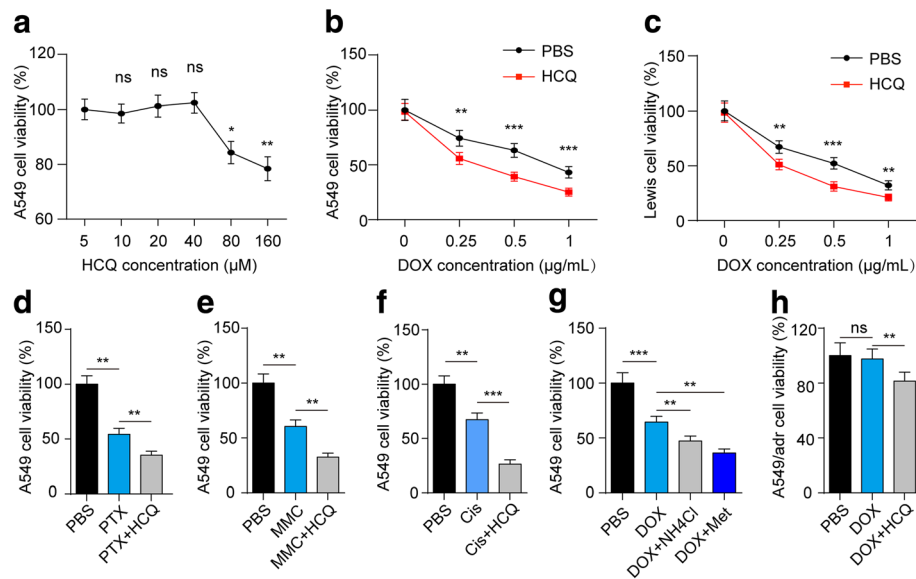 a
A549 cell viability (%)
120
100
80
60
ns
ns
ns
*
**
5 10 20 40 80 160
HCQ concentration (μM)
b
A549 cell viability (%)
150
100
50
0
PBS
HCQ
**
***
***
0 0.25 0.5 1
DOX concentration (μg/mL)
c
Lewis cell viability (%)
150
100
50
0
PBS
HCQ
**
***
**
0 0.25 0.5 1
DOX concentration (μg/mL)
d
A549 cell viability (%)
150
100
50
0
**
**
PBS
PTX
PTX+HCQ
e
A549 cell viability (%)
150
100
50
0
**
**
PBS
MMC
MMC+HCQ
f
A549 cell viability (%)
150
100
50
0
**
***
PBS
Cis
Cis+HCQ
g
A549 cell viability (%)
150
100
50
0
***
**
**
PBS
DOX
DOX+NH4Cl
DOX+Met
h
A549/adr cell viability (%)
120
80
40
0
ns
**
PBS
DOX
DOX+HCQ